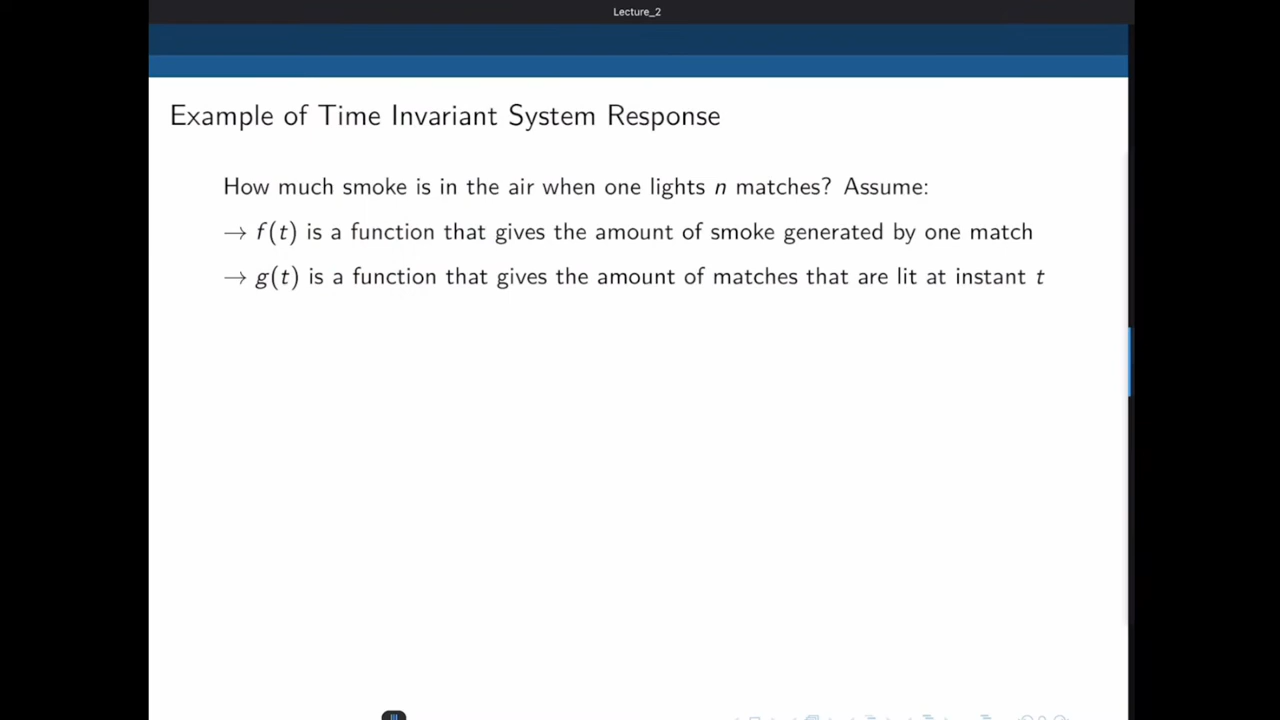 Lecture_2
Example of Time Invariant System Response
How much smoke is in the air when one lights n matches? Assume:
→ f(t) is a function that gives the amount of smoke generated by one match
→ g(t) is a function that gives the amount of matches that are lit at instant t